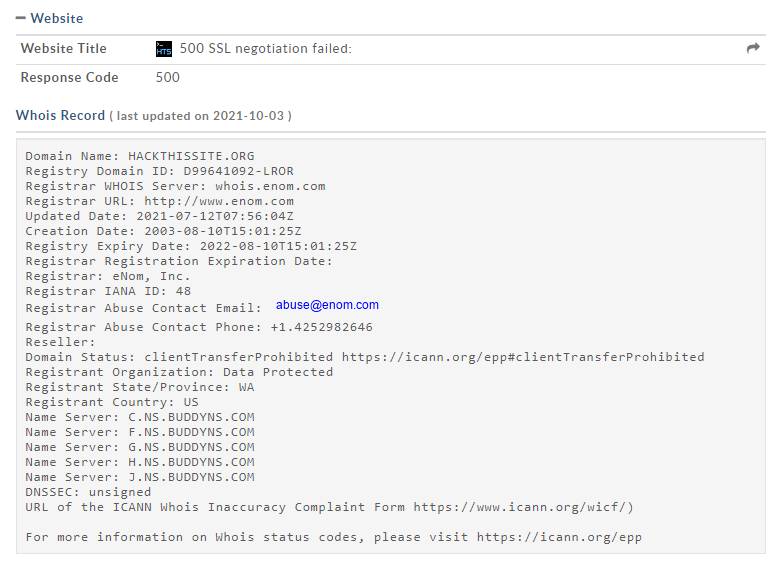 Website
Website Title HTS 500 SSL negotiation failed:
Response Code 500
Whois Record ( last updated on 2021-10-03 )
Domain Name: HACKTHISSITE.ORG
Registry Domain ID: D99641092-LROR
Registrar WHOIS Server: whois.enom.com
Registrar URL: http://www.enom.com
Updated Date: 2021-07-12T07:56:04Z
Creation Date: 2003-08-10T15:01:25Z
Registry Expiry Date: 2022-08-10T15:01:25Z
Registrar Registration Expiration Date:
Registrar: eNom, Inc.
Registrar IANA ID: 48
Registrar Abuse Contact Email: abuse@enom.com
Registrar Abuse Contact Phone: +1.4252982646
Reseller:
Domain Status: clientTransferProhibited https://icann.org/epp#clientTransferProhibited
Registrant Organization: Data Protected
Registrant State/Province: WA
Registrant Country: US
Name Server: C.NS.BUDDYNS.COM
Name Server: F.NS.BUDDYNS.COM
Name Server: G.NS.BUDDYNS.COM
Name Server: H.NS.BUDDYNS.COM
Name Server: J.NS.BUDDYNS.COM
DNSSEC: unsigned
URL of the ICANN Whois Inaccuracy Complaint Form https://www.icann.org/wicf/)
For more information on Whois status codes, please visit https://icann.org/epp